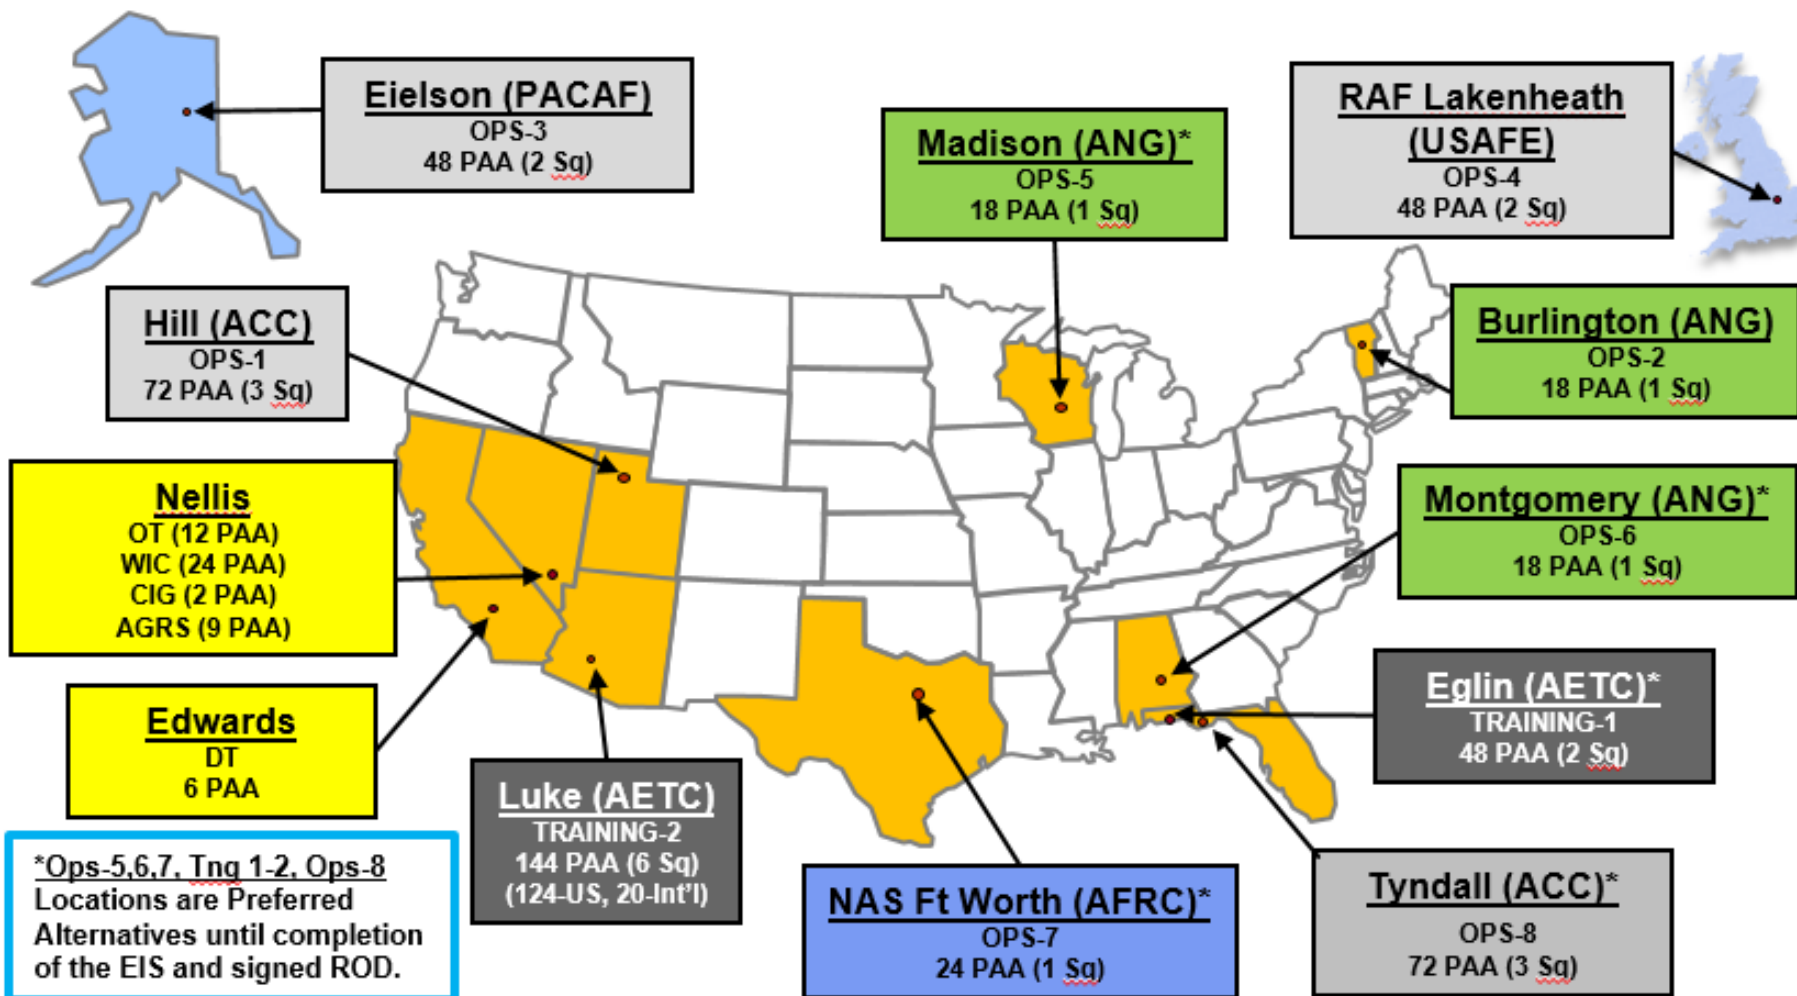 Eielson (PACAF)
OPS-3
48 PAA (2 Sq)
Madison (ANG)*
OPS-5
18 PAA (1 Sq)
RAF Lakenheath
(USAFE)
OPS-4
48 PAA (2 Sq)
Hill (ACC)
OPS-1
72 PAA (3 Sq)
Burlington (ANG)
OPS-2
18 PAA (1 Sq)
Nellis
OT (12 PAA)
WIC (24 PAA)
CIG (2 PAA)
AGRS (9 PAA)
Montgomery (ANG)*
OPS-6
18 PAA (1 Sq)
Edwards
DT
6 PAA
Eglin (AETC)*
TRAINING-1
48 PAA (2 Sq)
Luke (AETC)
TRAINING-2
144 PAA (6 Sq)
(124-US, 20-Int'l)
NAS Ft Worth (AFRC)*
OPS-7
24 PAA (1 Sq)
Tyndall (ACC)*
OPS-8
72 PAA (3 Sq)
*Ops-5,6,7, Tng 1-2, Ops-8
Locations are Preferred
Alternatives until completion
of the EIS and signed ROD.